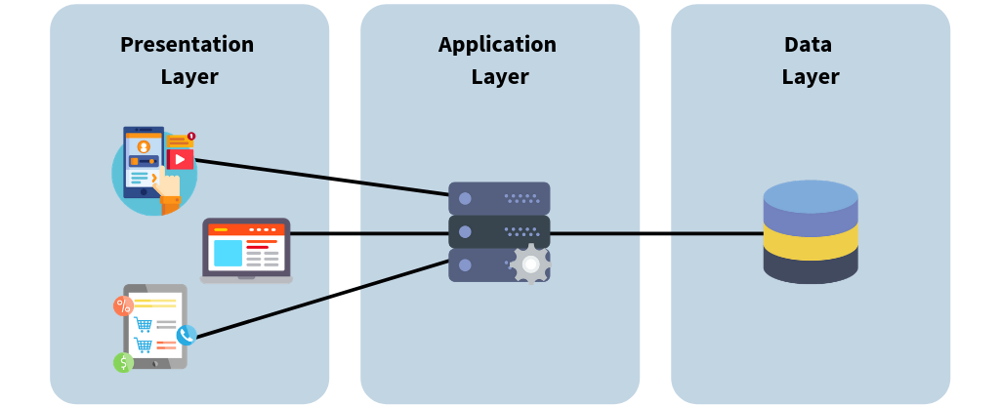 Presentation
Layer
Application
Layer
Data
Layer
%
$